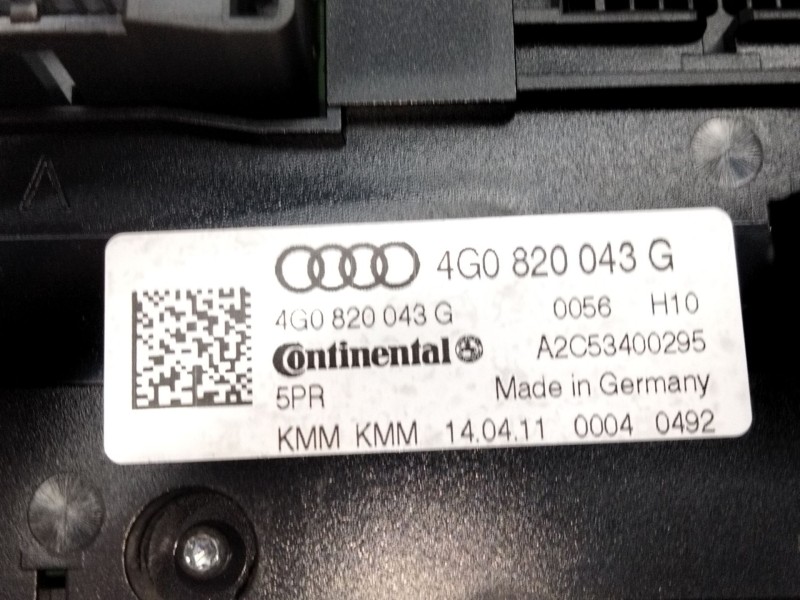 4G0 820 043 G
4G0 820 043 G 0056 H10
Continental A2C53400295
5PR Made in Germany
KMM KMM 14.04.11 0004 0492